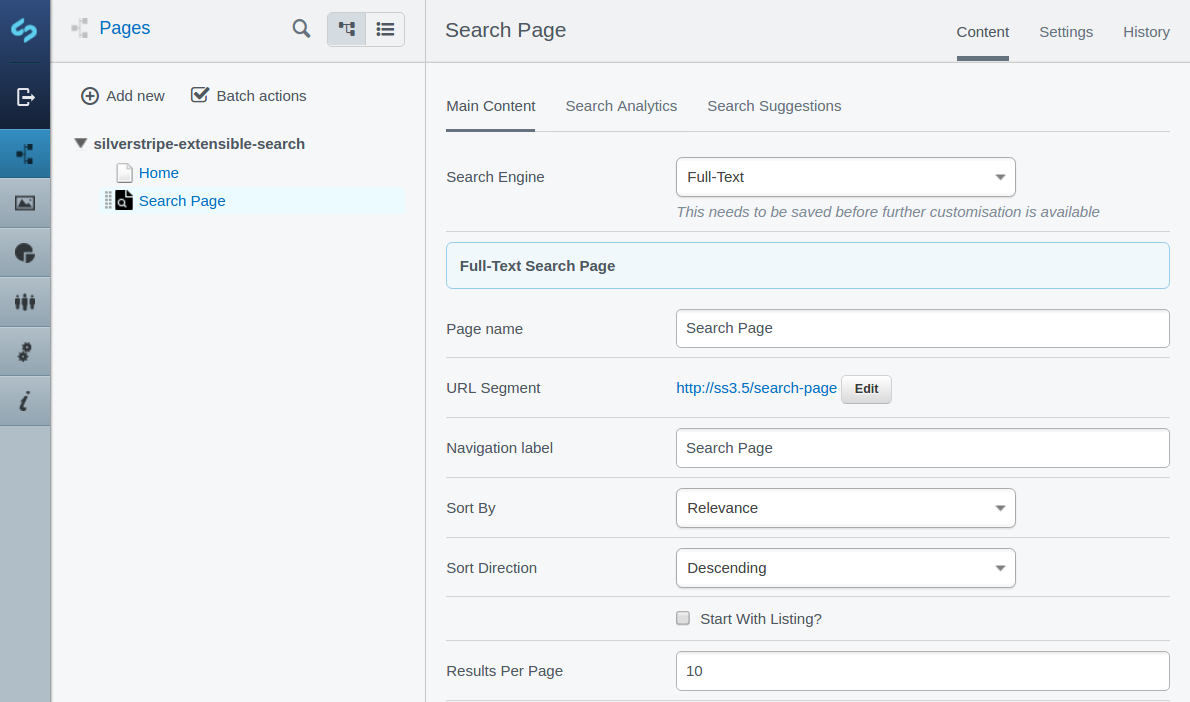 Pages
Add new
Batch actions
silverstripe-extensible-search
Home
Search Page
Search Page
Content
Settings
History
Main Content
Search Analytics
Search Suggestions
Search Engine
Full-Text
This needs to be saved before further customisation is available
Full-Text Search Page
Page name
Search Page
URL Segment
http://ss3.5/search-page
Edit
Navigation label
Search Page
Sort By
Relevance
Sort Direction
Descending
Start With Listing?
Results Per Page
10